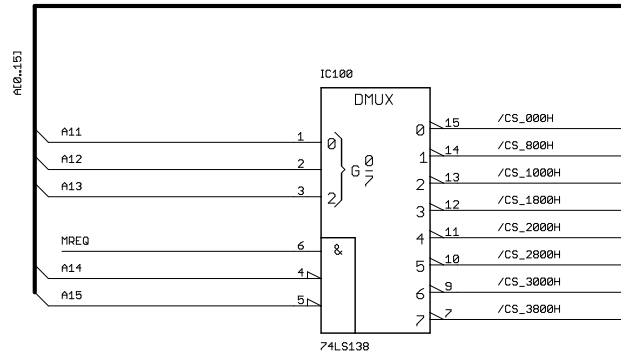 A[0..15]
IC100
DMUX
A11 1 0
A12 2
A13 3 2
G 0
7
MREQ 6 &
A14 4
A15 5
0 15 /CS_000H
1 14 /CS_800H
2 13 /CS_1000H
3 12 /CS_1800H
4 11 /CS_2000H
5 10 /CS_2800H
6 9 /CS_3000H
7 7 /CS_3800H
74LS138